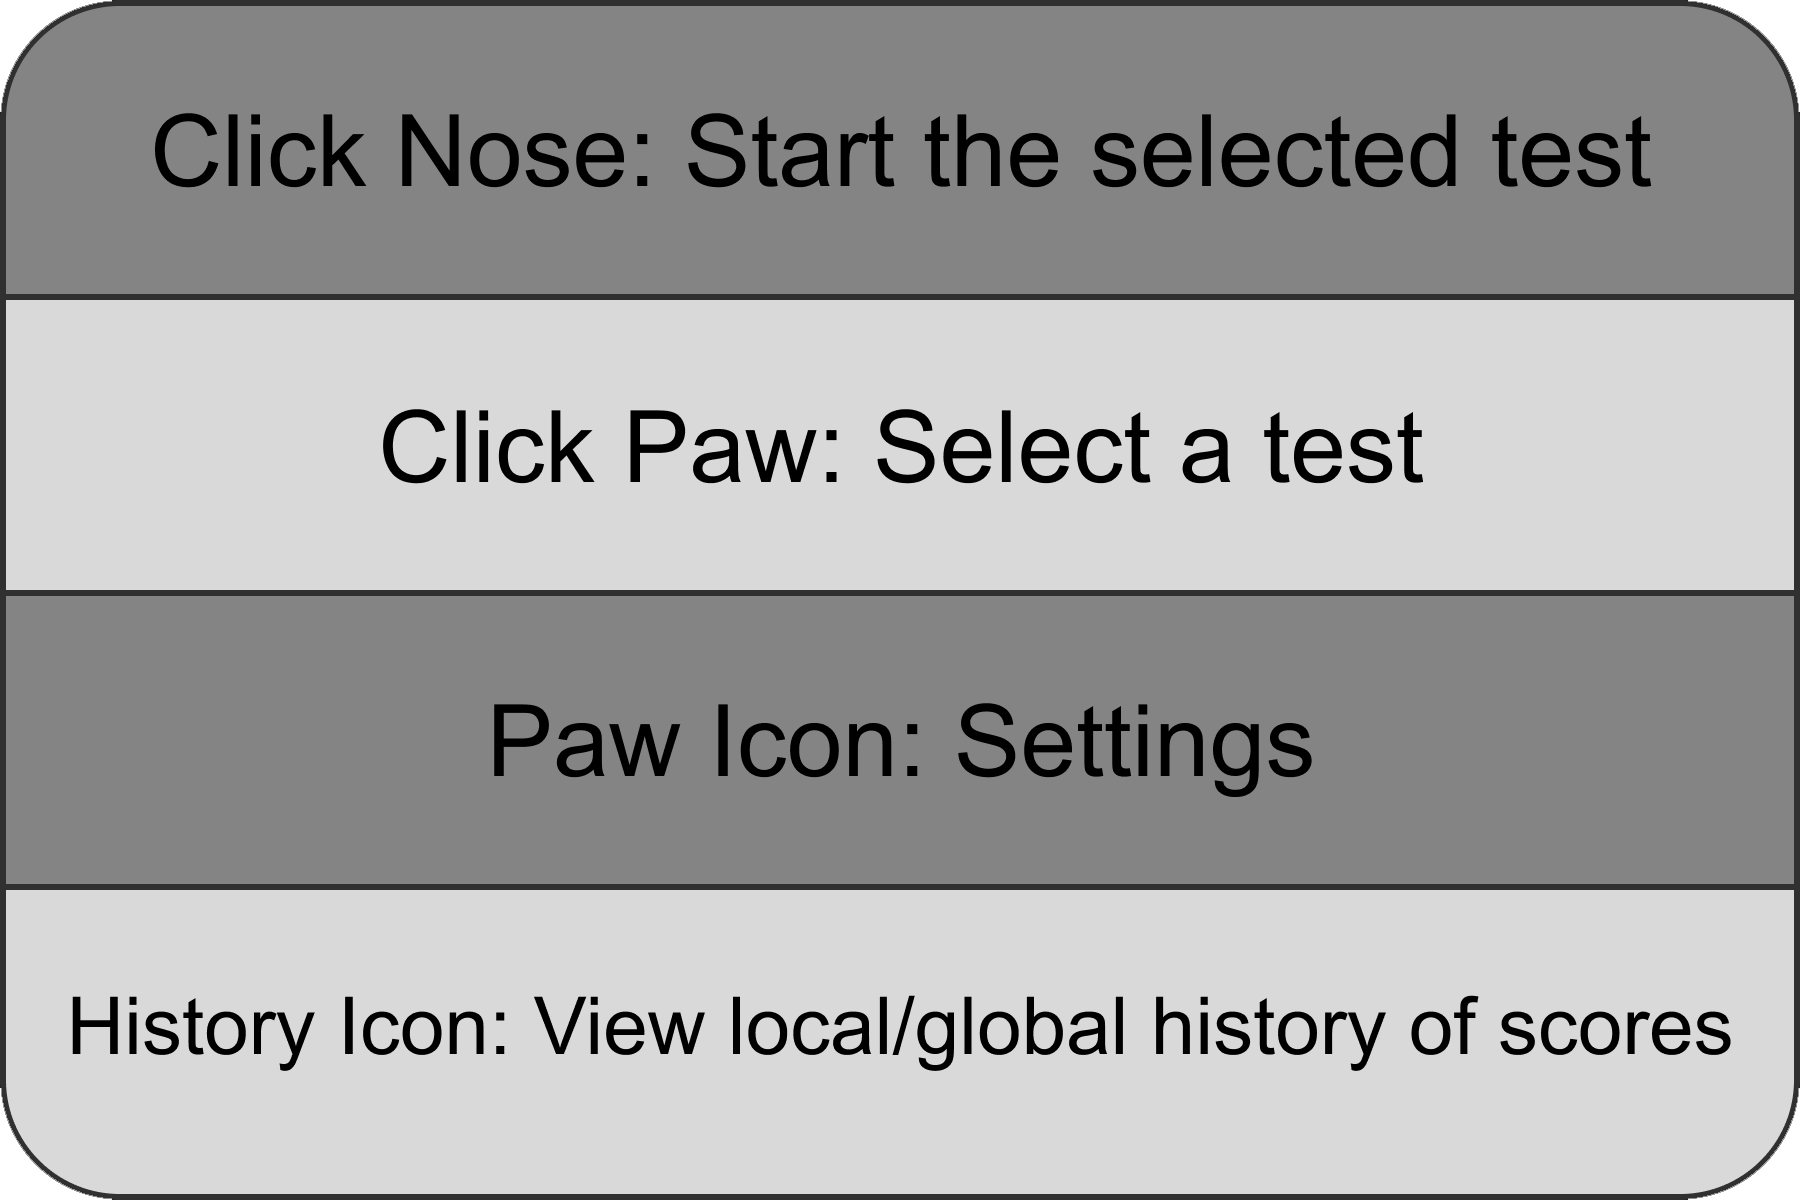 Click Nose: Start the selected test
Click Paw: Select a test
Paw Icon: Settings
History Icon: View local/global history of scores